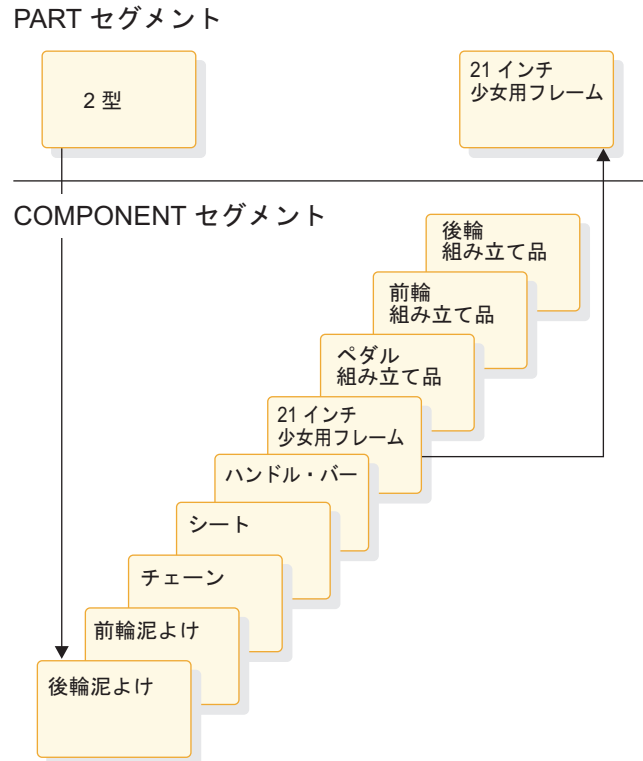 PART セグメント
2 型
21 インチ
少女用フレーム
COMPONENT セグメント
後輪
組み立て品
前輪
組み立て品
ペダル
組み立て品
21 インチ
少女用フレーム
ハンドル・バー
シート
チェーン
前輪泥よけ
後輪泥よけ